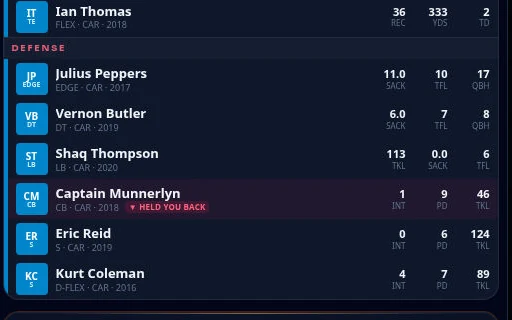 IT
TE
Ian Thomas
FLEX · CAR · 2018
36 333 2
REC YDS TD
DEFENSE
JP
EDGE
Julius Peppers
EDGE · CAR · 2017
11.0 10 17
SACK TFL QBH
VB
DT
Vernon Butler
DT · CAR · 2019
6.0 7 8
SACK TFL QBH
ST
LB
Shaq Thompson
LB · CAR · 2020
113 0.0 6
TKL SACK TFL
CM
CB
Captain Munnerlyn
CB · CAR · 2018 ▼ HELD YOU BACK
1 9 46
INT PD TKL
ER
S
Eric Reid
S · CAR · 2019
0 6 124
INT PD TKL
KC
S
Kurt Coleman
D-FLEX · CAR · 2016
4 7 89
INT PD TKL